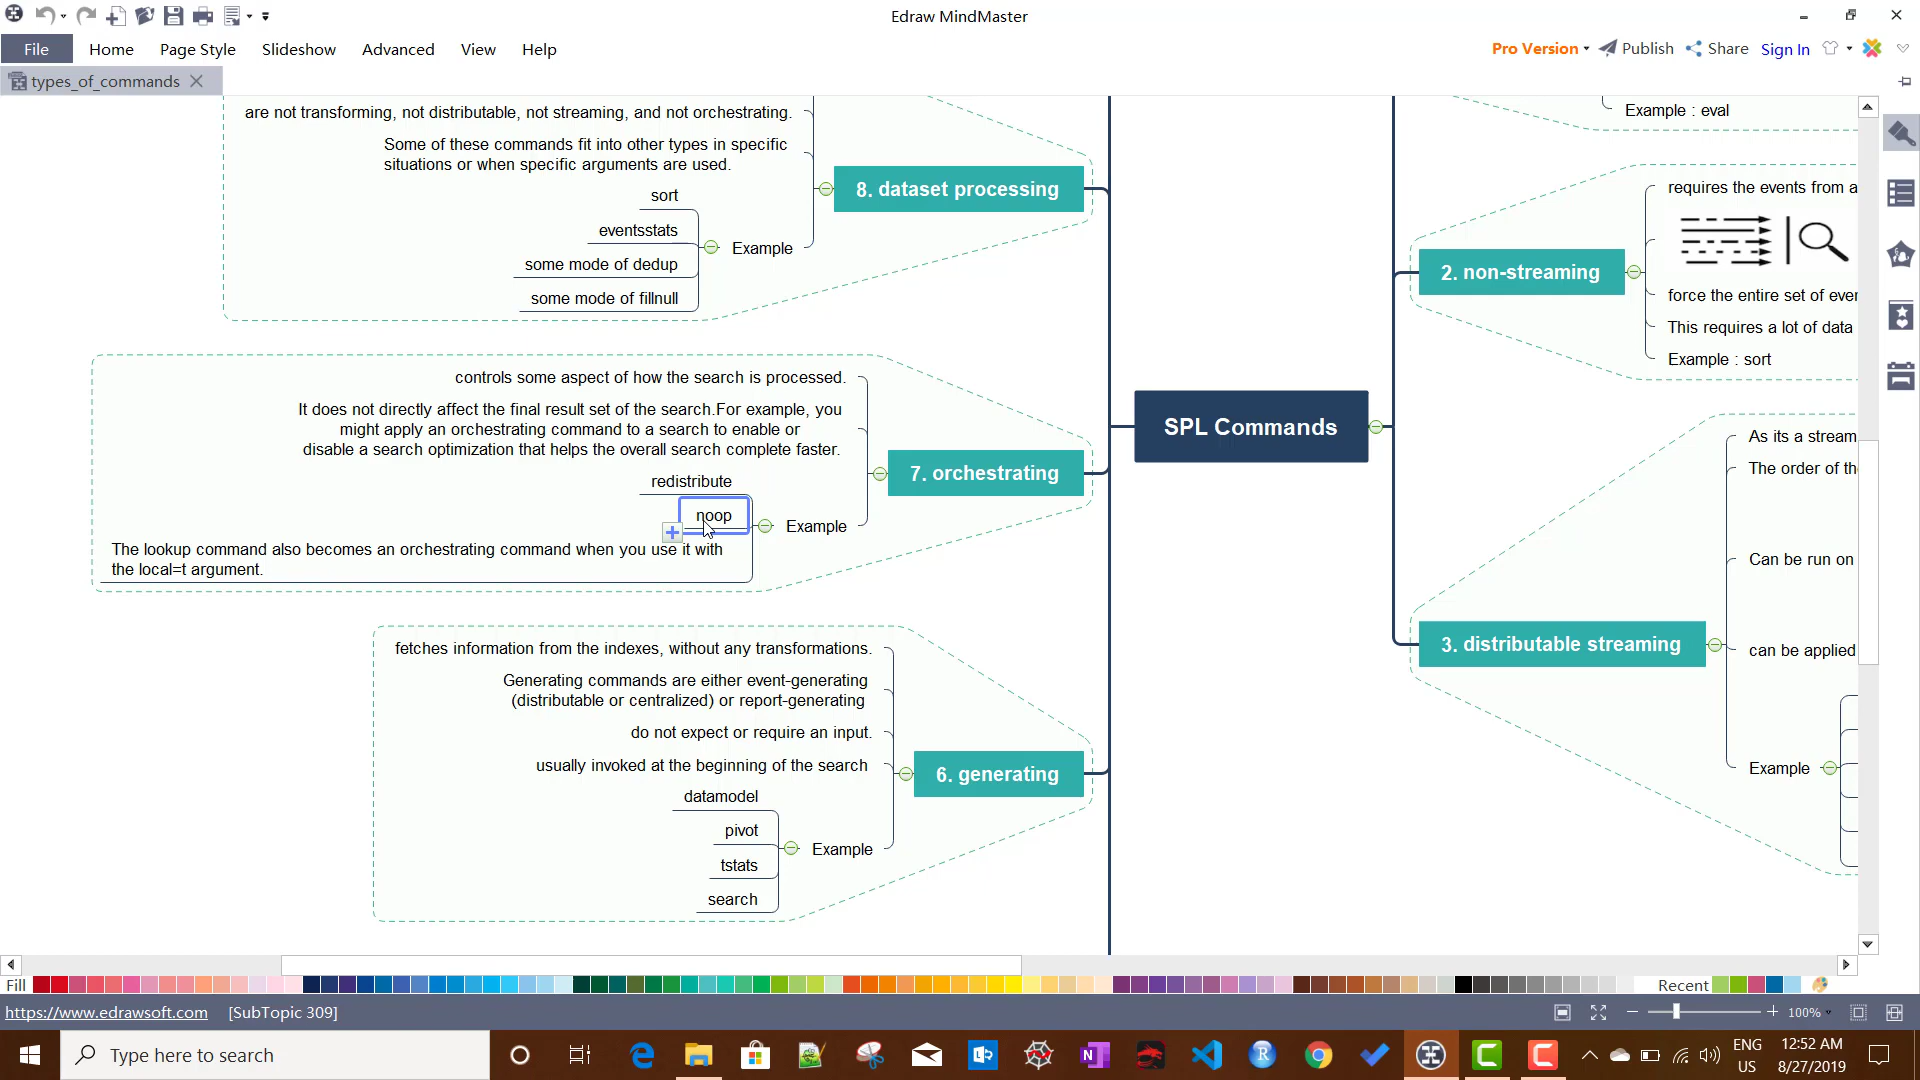 Edraw MindMaster
File
Home
Page Style
Slideshow
Advanced
View
Help
Pro Version
Publish
Share
Sign In
types_of_commands
are not transforming, not distributable, not streaming, and not orchestrating.
Some of these commands fit into other types in specific
situations or when specific arguments are used.
sort
eventsstats
some mode of dedup
some mode of fillnull
Example
8. dataset processing
controls some aspect of how the search is processed.
It does not directly affect the final result set of the search.For example, you
might apply an orchestrating command to a search to enable or
disable a search optimization that helps the overall search complete faster.
redistribute
noop
The lookup command also becomes an orchestrating command when you use it with
the local=t argument.
Example
7. orchestrating
fetches information from the indexes, without any transformations.
Generating commands are either event-generating
(distributable or centralized) or report-generating
do not expect or require an input.
usually invoked at the beginning of the search
datamodel
pivot
tstats
search
Example
6. generating
SPL Commands
Example : eval
2. non-streaming
requires the events from a
force the entire set of ever
This requires a lot of data
Example : sort
3. distributable streaming
As its a stream
The order of th
Can be run on
can be applied
Example
Fill
Recent
https://www.edrawsoft.com
[SubTopic 309]
100%
Type here to search
ENG
US
12:52 AM
8/27/2019